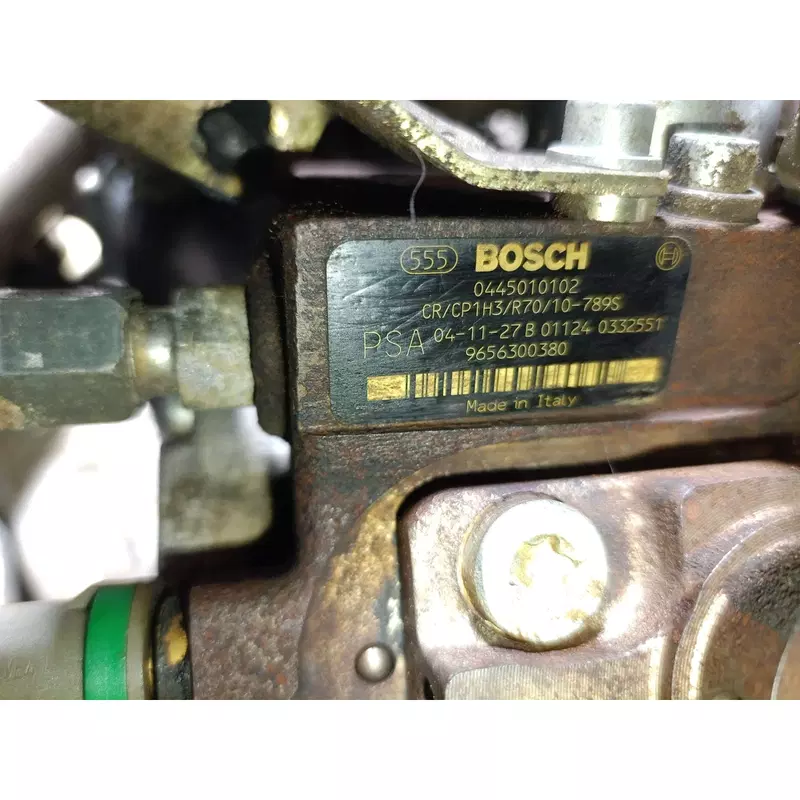 555 BOSCH
0445010102
CR/CP1H3/R70/10-789S
PSA 04-11-27 B 01124 0332551
9656300380
Made in Italy